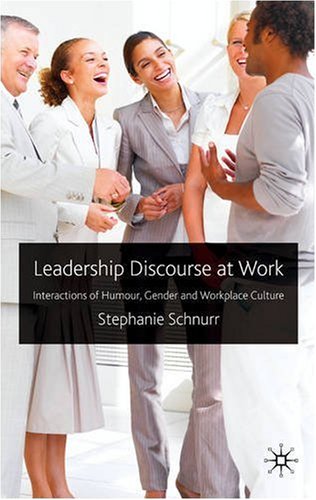 Leadership Discourse at Work
Interactions of Humour, Gender and Workplace Culture
Stephanie Schnurr